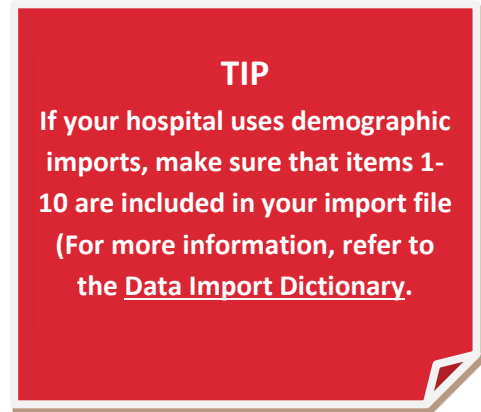 TIP
If your hospital uses demographic
imports, make sure that items 1-
10 are included in your import file
(For more information, refer to
the Data Import Dictionary.